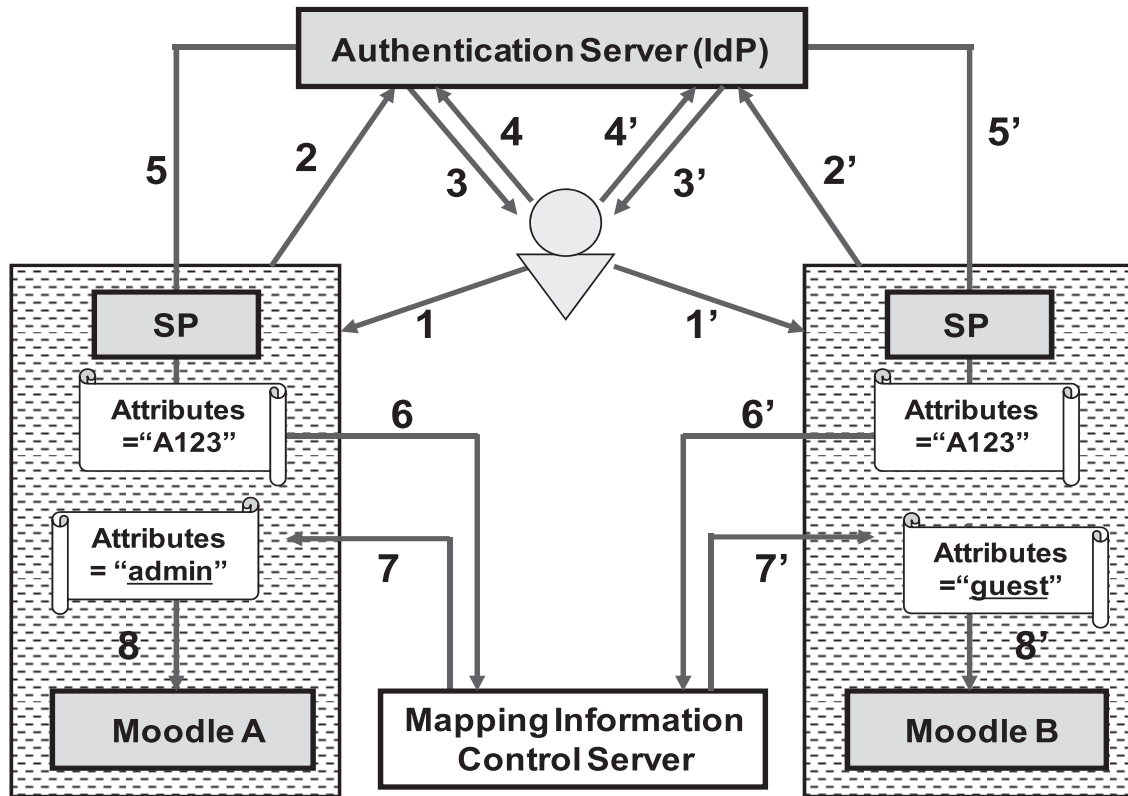 Authentication Server (IdP)
5
2
4
3
4’
3’
2’
5’
SP
1
1’
SP
Attributes
=“A123”
6
6’
Attributes
=“A123”
Attributes
= “admin”
7
7’
Attributes
=“guest”
8
8’
Moodle A
Mapping Information
Control Server
Moodle B